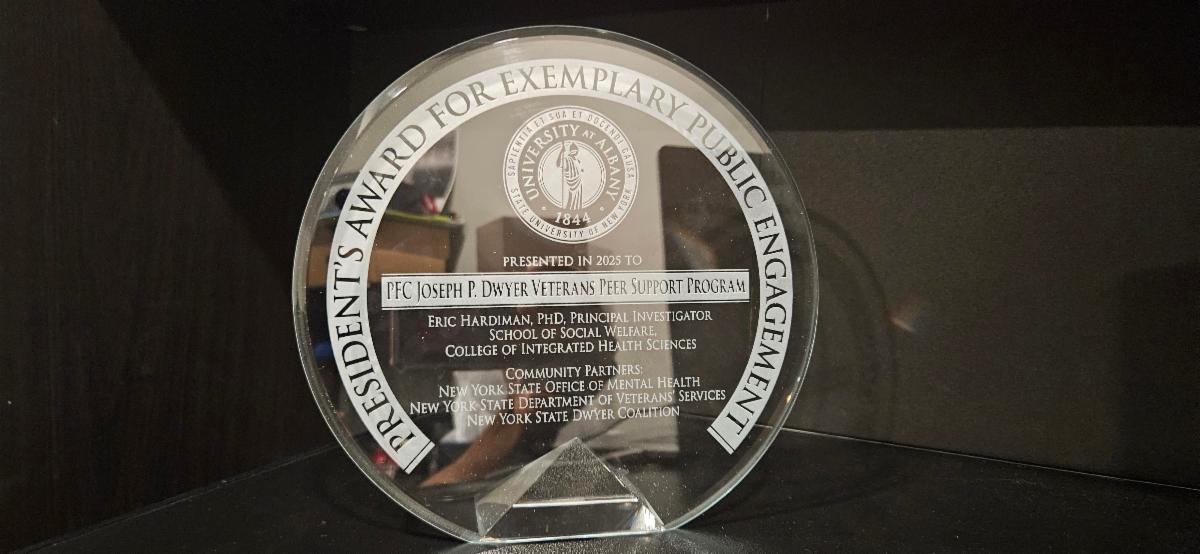 PRESIDENT'S AWARD FOR EXEMPLARY PUBLIC ENGAGEMENT
SAPIENTIA ET SUA ET DOCENDI CAUSA
UNIVERSITY AT ALBANY
1844
STATE UNIVERSITY OF NEW YORK
PRESENTED IN 2025 TO
PFC JOSEPH P. DWYER VETERANS PEER SUPPORT PROGRAM
ERIC HARDIMAN, PHD, PRINCIPAL INVESTIGATOR
SCHOOL OF SOCIAL WELFARE,
COLLEGE OF INTEGRATED HEALTH SCIENCES
COMMUNITY PARTNERS:
NEW YORK STATE OFFICE OF MENTAL HEALTH
NEW YORK STATE DEPARTMENT OF VETERANS' SERVICES
NEW YORK STATE DWYER COALITION